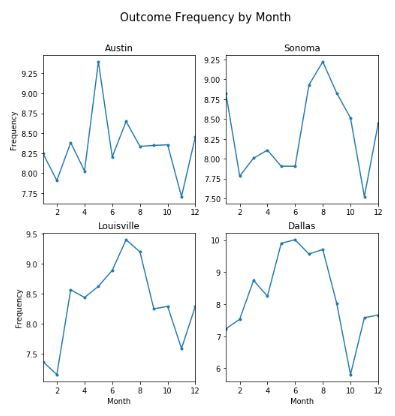 Outcome Frequency by Month
Austin
Sonoma
9.25
9.00
8.75
8.50
8.25
8.00
7.75
Frequency
2 4 6 8 10 12
9.25
9.00
8.75
8.50
8.25
8.00
7.75
7.50
2 4 6 8 10 12
Louisville
Dallas
9.5
9.0
8.5
8.0
7.5
Frequency
2 4 6 8 10 12
Month
10
9
8
7
6
2 4 6 8 10 12
Month